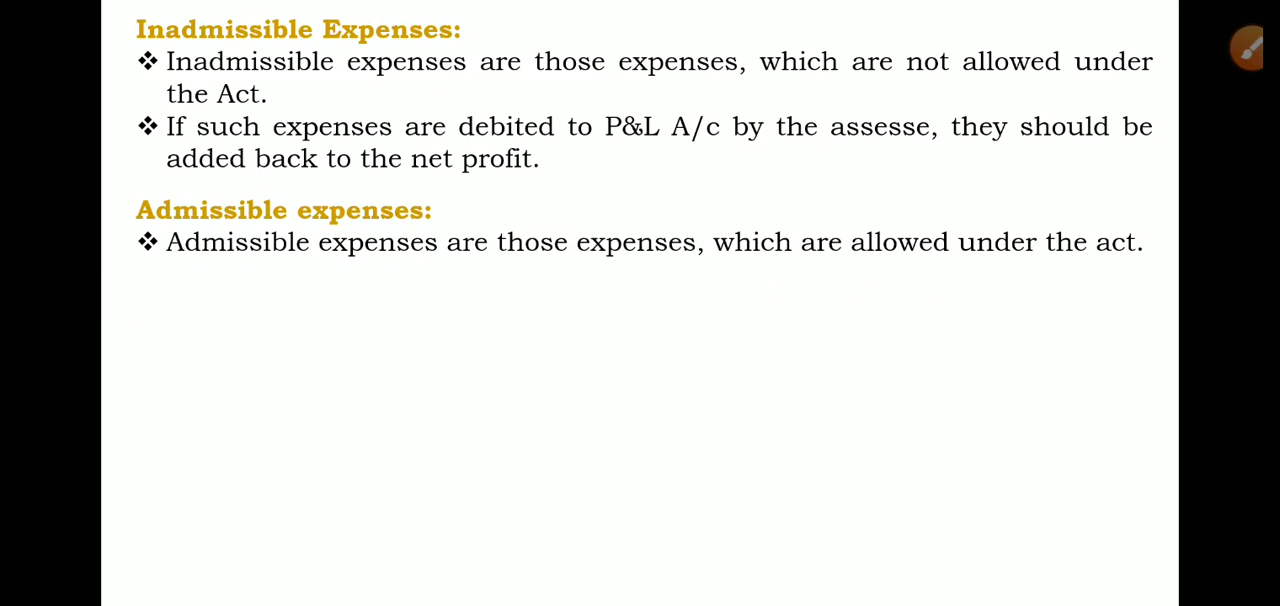 Inadmissible Expenses:
❖ Inadmissible expenses are those expenses, which are not allowed under
the Act.
❖ If such expenses are debited to P&L A/c by the assesse, they should be
added back to the net profit.
Admissible expenses:
❖ Admissible expenses are those expenses, which are allowed under the act.